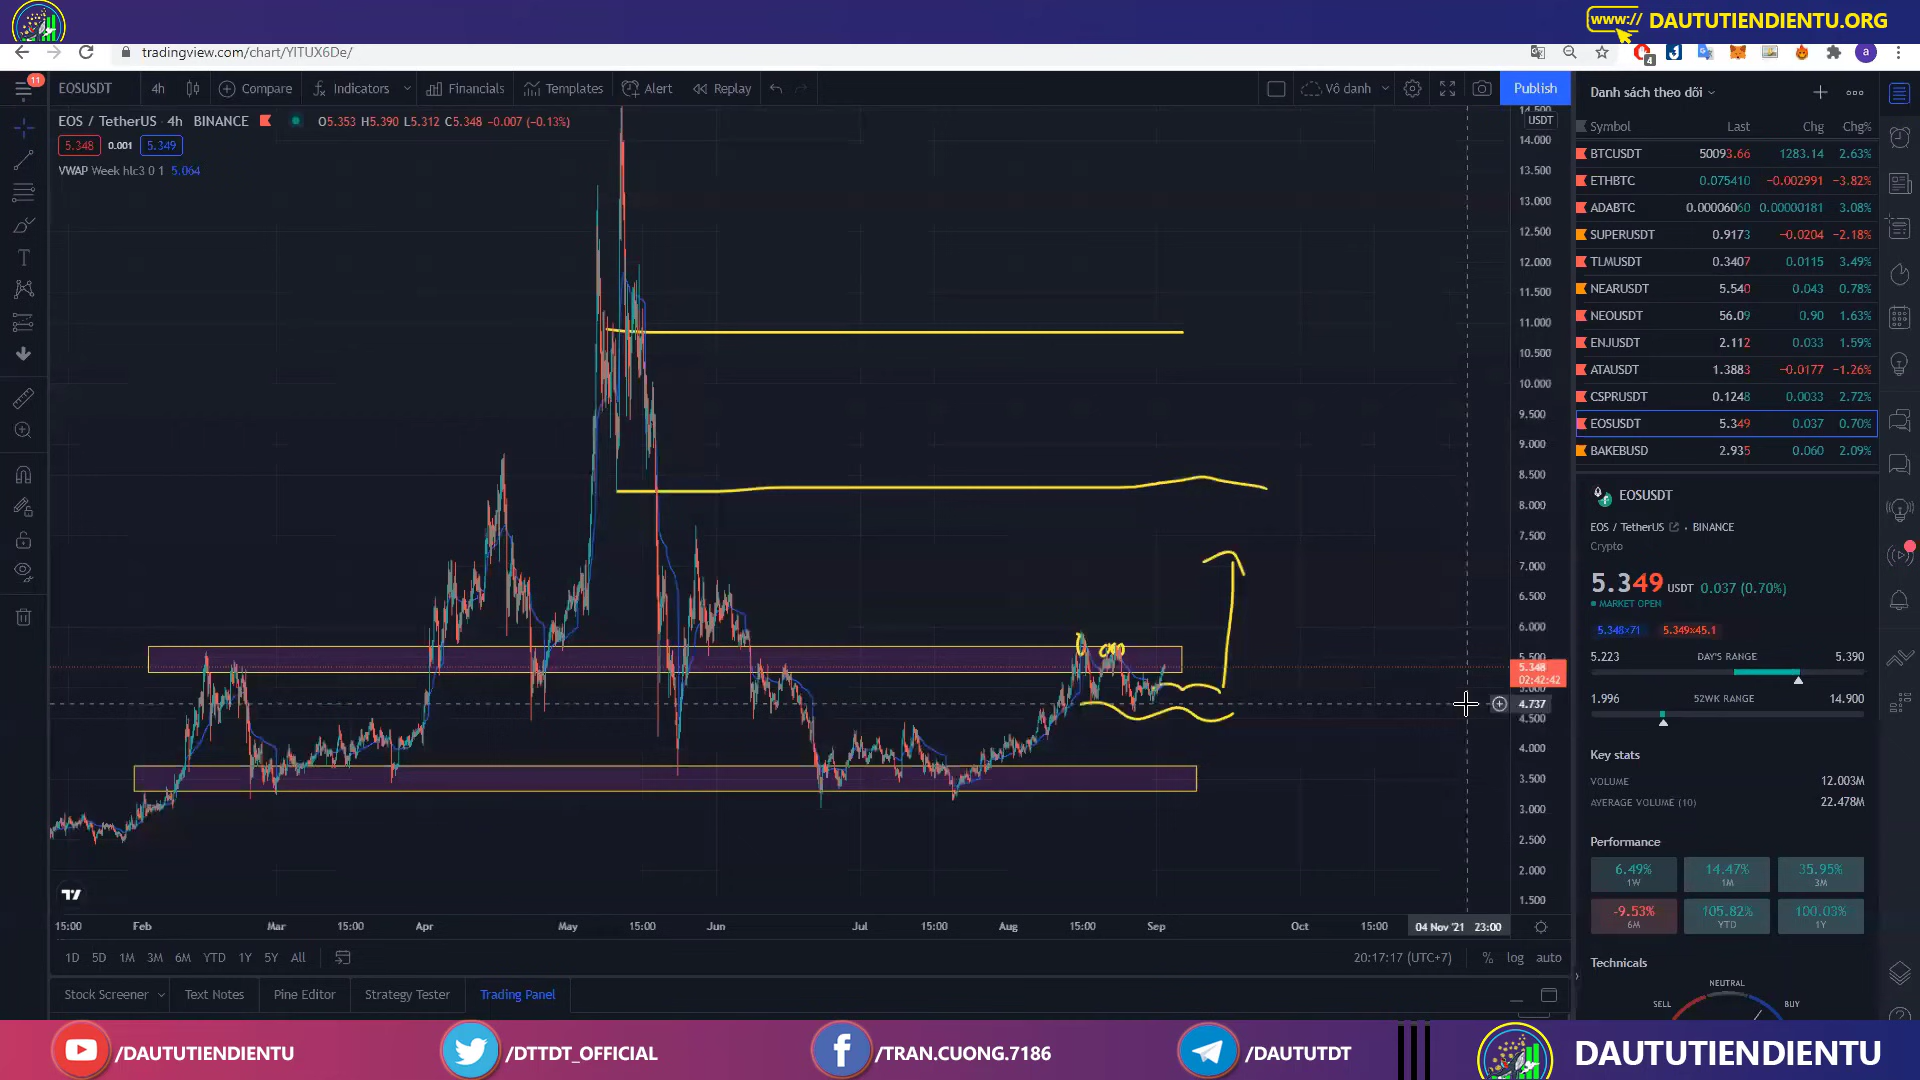 www:// DAUTUTIENDIENTU.ORG
tradingview.com/chart/YITUX6De/
4
a
11
EOSUSDT 4h Compare Indicators Financials Templates Alert Replay Vô danh Publish
EOS / TetherUS · 4h BINANCE O5.353 H5.390 L5.312 C5.348 −0.007 (−0.13%)
5.348 0.001 5.349
VWAP Week hlc3 0 1 5.064
14.500
USDT
14.000
13.500
13.000
12.500
12.000
11.500
11.000
10.500
10.000
9.500
9.000
8.500
8.000
7.500
7.000
6.500
6.000
5.500
5.348
02:42:42
5.000
4.737
4.500
4.000
3.500
3.000
2.500
2.000
1.500
15:00 Feb Mar 15:00 Apr May 15:00 Jun Jul 15:00 Aug 15:00 Sep Oct 15:00 04 Nov '21 23:00
1D 5D 1M 3M 6M YTD 1Y 5Y All 20:17:17 (UTC+7) % log auto
Stock Screener Text Notes Pine Editor Strategy Tester Trading Panel
Danh sách theo dõi
Symbol Last Chg Chg%
BTCUSDT 50093.66 1283.14 2.63%
ETHBTC 0.075410 −0.002991 −3.82%
ADABTC 0.00006060 0.00000181 3.08%
SUPERUSDT 0.9173 −0.0204 −2.18%
TLMUSDT 0.3407 0.0115 3.49%
NEARUSDT 5.540 0.043 0.78%
NEOUSDT 56.09 0.90 1.63%
ENJUSDT 2.112 0.033 1.59%
ATAUSDT 1.3883 −0.0177 −1.26%
CSPRUSDT 0.1248 0.0033 2.72%
EOSUSDT 5.349 0.037 0.70%
BAKEBUSD 2.935 0.060 2.09%
EOSUSDT
EOS / TetherUS · BINANCE
Crypto
5.349 USDT 0.037 (0.70%)
MARKET OPEN
5.348×71 5.349×45.1
5.223 DAY'S RANGE 5.390
1.996 52WK RANGE 14.900
Key stats
VOLUME 12.003M
AVERAGE VOLUME (10) 22.478M
Performance
6.49% 14.47% 35.95%
1W 1M 3M
-9.53% 105.82% 100.03%
6M YTD 1Y
Technicals
NEUTRAL
SELL BUY
/DAUTUTIENDIENTU /DTTDT_OFFICIAL /TRAN.CUONG.7186 /DAUTUTDT DAUTUTIENDIENTU